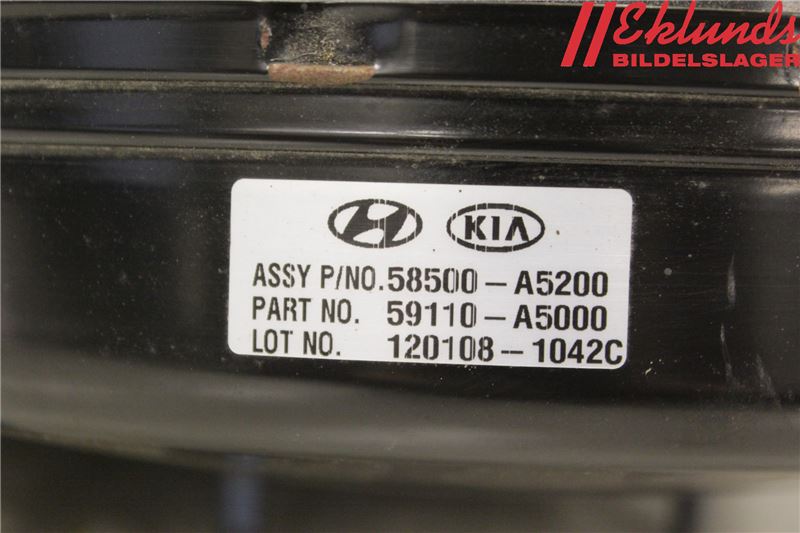 Eklunds
BILDELSLAGER
KIA
ASSY P/NO. 58500-A5200
PART NO. 59110-A5000
LOT NO. 120108-1042C